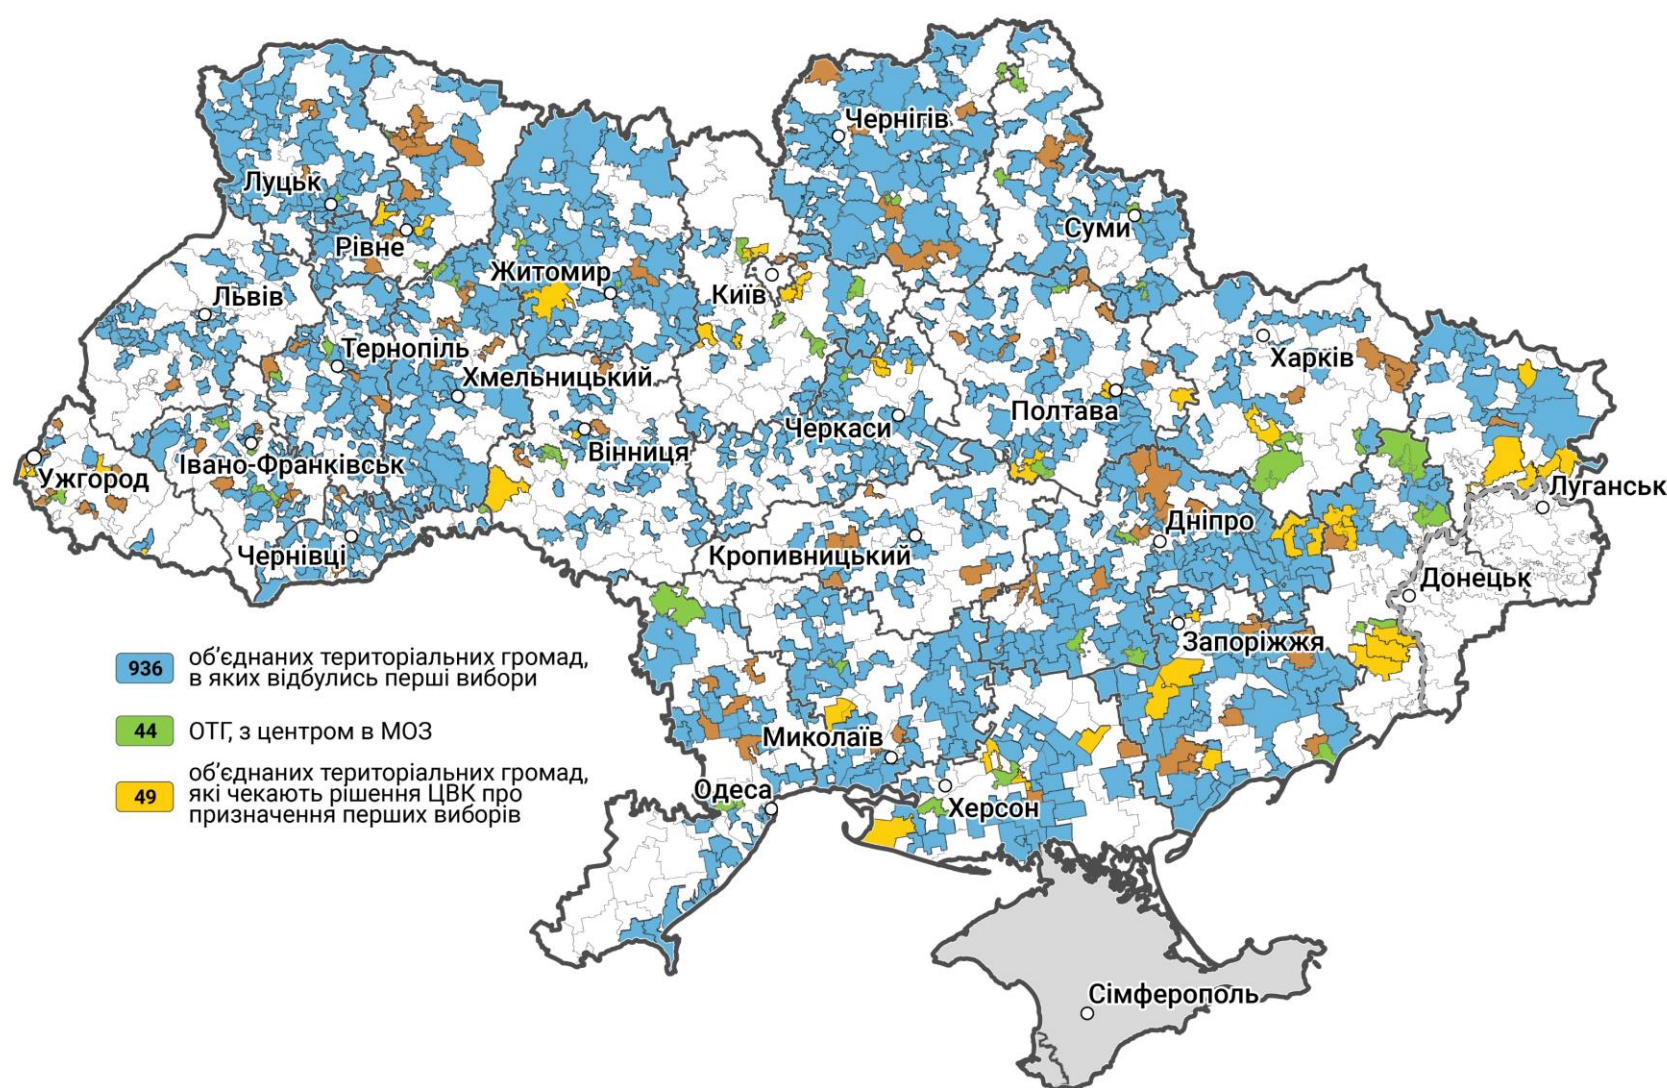 Чернігів
Луцьк
Суми
Рівне
Житомир
Київ
Львів
Харків
Тернопіль
Хмельницький
Полтава
Черкаси
Вінниця
Івано-Франківськ
Ужгород
Луганськ
Дніпро
Чернівці
Кропивницький
Донецьк
Запоріжжя
936 об’єднаних територіальних громад,
в яких відбулись перші вибори
44 ОТГ, з центром в МОЗ
49 об’єднаних територіальних громад,
які чекають рішення ЦВК про
призначення перших виборів
Миколаїв
Одеса
Херсон
Сімферополь